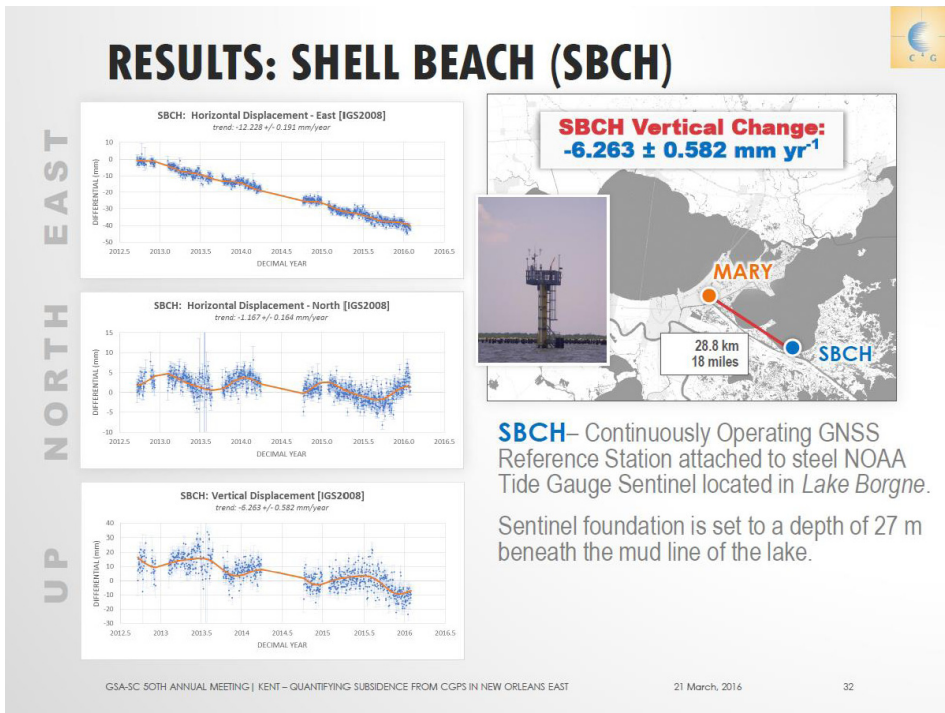 RESULTS: SHELL BEACH (SBCH)
C G
EAST
NORTH
UP
SBCH: Horizontal Displacement - East [IGS2008]
trend: -12.228 +/- 0.191 mm/year
DIFFERENTIAL (mm)
10
0
-10
-20
-30
-40
-50
2012.5 2013.0 2013.5 2014.0 2014.5 2015.0 2015.5 2016.0 2016.5
DECIMAL YEAR
SBCH: Horizontal Displacement - North [IGS2008]
trend: -1.167 +/- 0.164 mm/year
DIFFERENTIAL (mm)
15
10
5
0
-5
-10
2012.5 2013.0 2013.5 2014.0 2014.5 2015.0 2015.5 2016.0 2016.5
DECIMAL YEAR
SBCH: Vertical Displacement [IGS2008]
trend: -6.263 +/- 0.582 mm/year
DIFFERENTIAL (mm)
40
30
20
10
0
-10
-20
-30
2012.5 2013 2013.5 2014 2014.5 2015 2015.5 2016 2016.5
DECIMAL YEAR
SBCH Vertical Change:
-6.263 ± 0.582 mm yr-1
MARY
SBCH
28.8 km
18 miles
SBCH– Continuously Operating GNSS
Reference Station attached to steel NOAA
Tide Gauge Sentinel located in Lake Borgne.
Sentinel foundation is set to a depth of 27 m
beneath the mud line of the lake.
GSA-SC 50TH ANNUAL MEETING| KENT – QUANTIFYING SUBSIDENCE FROM CGPS IN NEW ORLEANS EAST
21 March, 2016
32